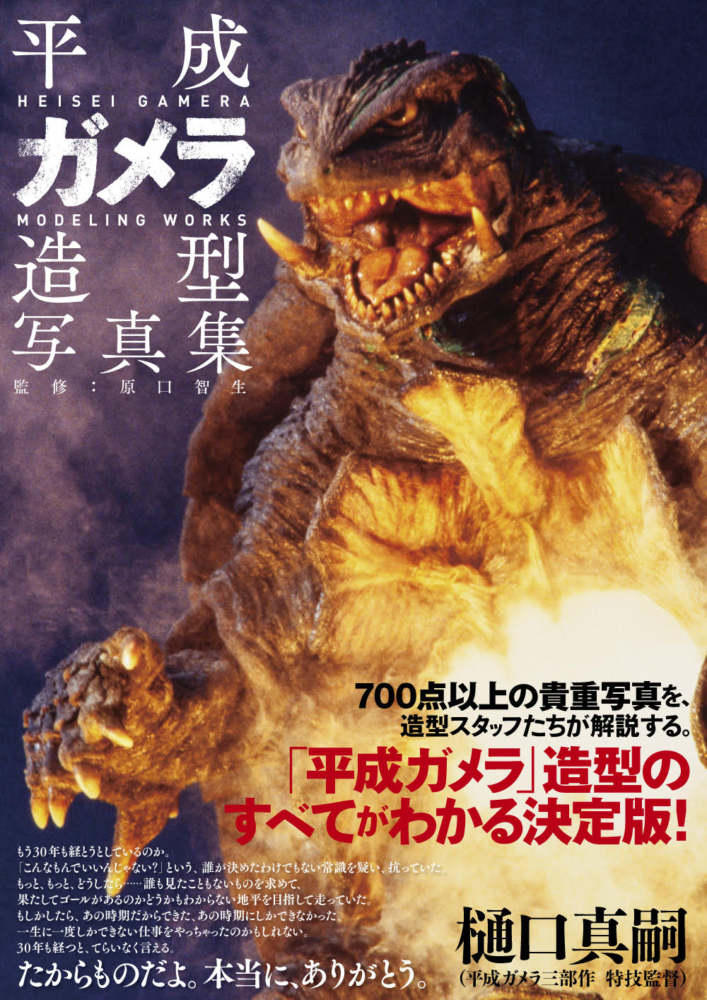 平成
HEISEI GAMERA
ガメラ
MODELING WORKS
造型
写真集
監修：原口智生
700点以上の貴重写真を、
造型スタッフたちが解説する。
「平成ガメラ」造型の
すべてがわかる決定版！
もう30年も経とうとしているのか。
「こんなもんでいいんじゃない？」という、誰が決めたわけでもない常識を疑い、抗っていた。
もっと、もっと、どうしたら……誰も見たこともないものを求めて、
果たしてゴールがあるのかどうかもわからない地平を目指して走っていた。
もしかしたら、あの時期だからできた、あの時期にしかできなかった、
一生に一度しかできない仕事をやっちゃったのかもしれない。
30年も経つと、てらいなく言える。
たからものだよ。本当に、ありがとう。
樋口真嗣
（平成ガメラ三部作 特技監督）